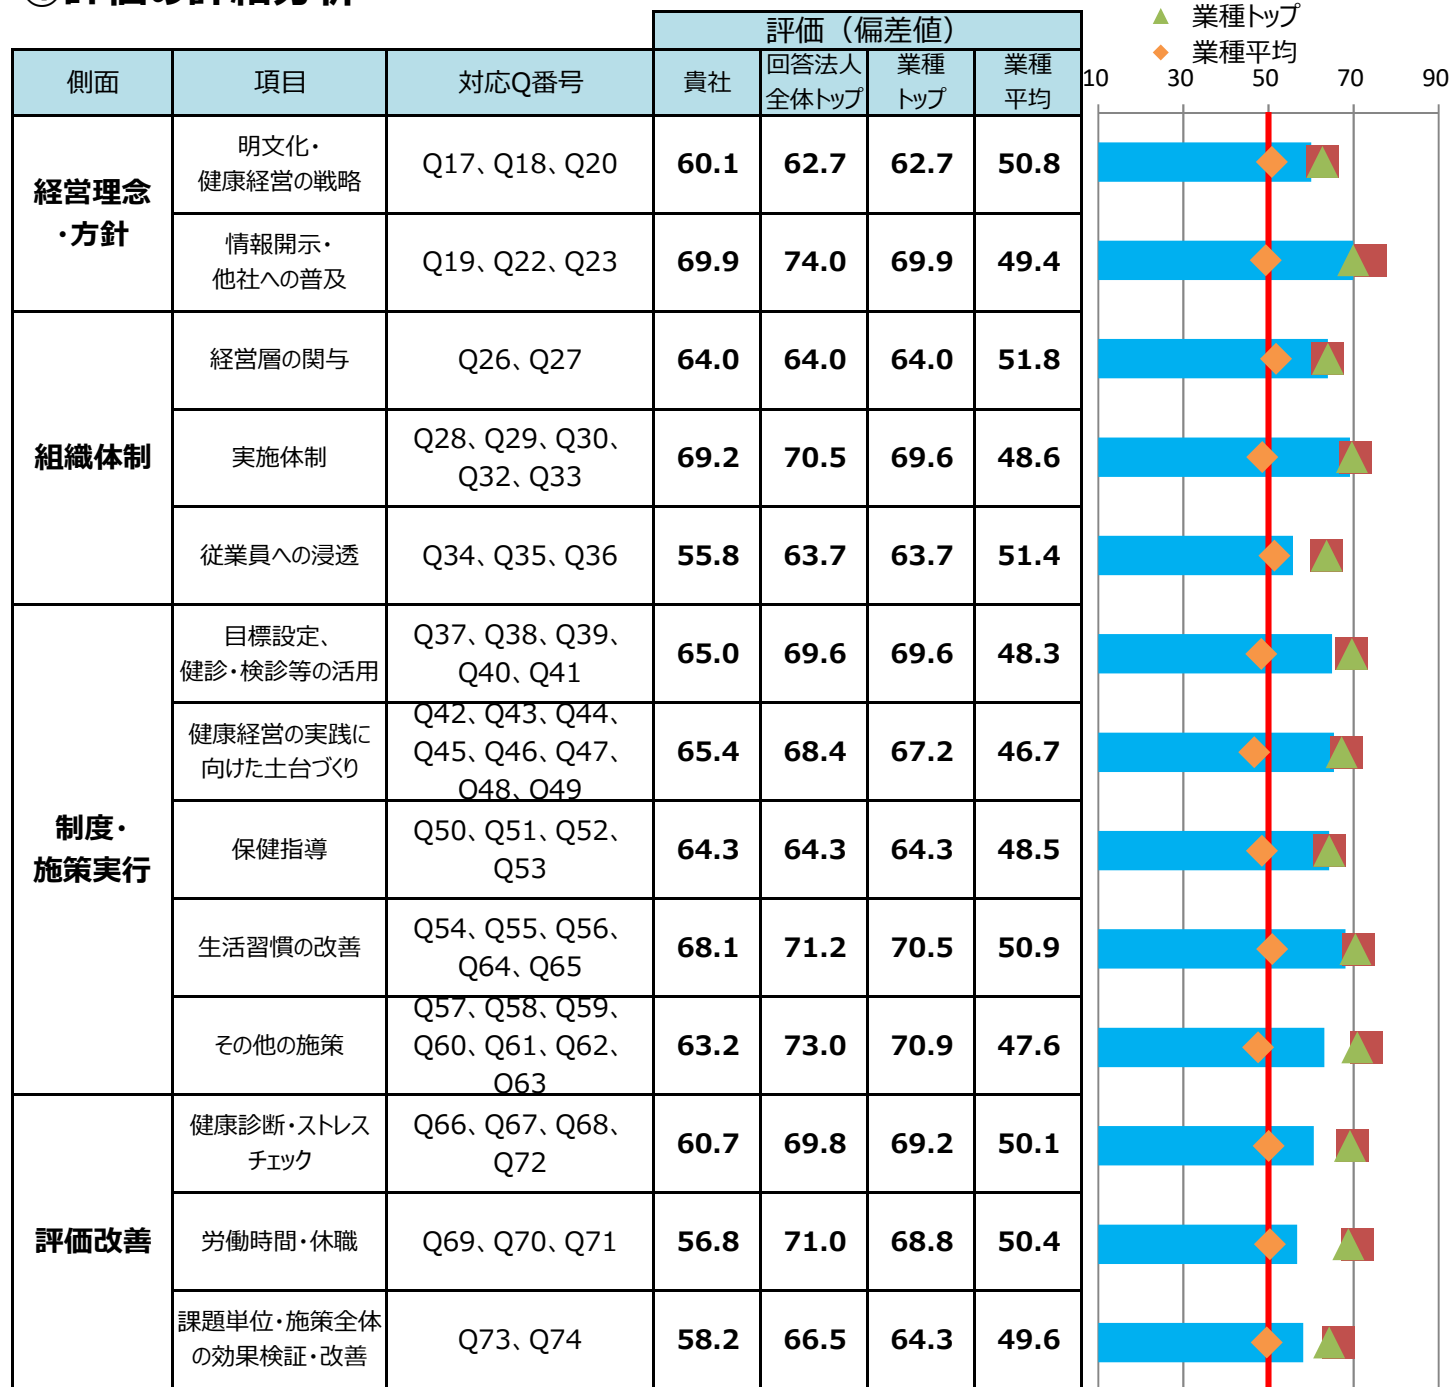 評価の詳細分析
▲ 業種トップ
◆ 業種平均
評価（偏差値）
側面 項目 対応Q番号 貴社 回答法人 業種 業種
全体トップ トップ 平均
10 30 50 70 90
経営理念
・方針
明文化・
健康経営の戦略
Q17、Q18、Q20 60.1 62.7 62.7 50.8
情報開示・
他社への普及
Q19、Q22、Q23 69.9 74.0 69.9 49.4
組織体制
経営層の関与 Q26、Q27 64.0 64.0 64.0 51.8
実施体制
Q28、Q29、Q30、
Q32、Q33
69.2 70.5 69.6 48.6
従業員への浸透 Q34、Q35、Q36 55.8 63.7 63.7 51.4
制度・
施策実行
目標設定、
健診・検診等の活用
Q37、Q38、Q39、
Q40、Q41
65.0 69.6 69.6 48.3
健康経営の実践に
向けた土台づくり
Q42、Q43、Q44、
Q45、Q46、Q47、
Q48、Q49
65.4 68.4 67.2 46.7
保健指導
Q50、Q51、Q52、
Q53
64.3 64.3 64.3 48.5
生活習慣の改善
Q54、Q55、Q56、
Q64、Q65
68.1 71.2 70.5 50.9
その他の施策
Q57、Q58、Q59、
Q60、Q61、Q62、
Q63
63.2 73.0 70.9 47.6
評価改善
健康診断・ストレス
チェック
Q66、Q67、Q68、
Q72
60.7 69.8 69.2 50.1
労働時間・休職 Q69、Q70、Q71 56.8 71.0 68.8 50.4
課題単位・施策全体
の効果検証・改善
Q73、Q74 58.2 66.5 64.3 49.6